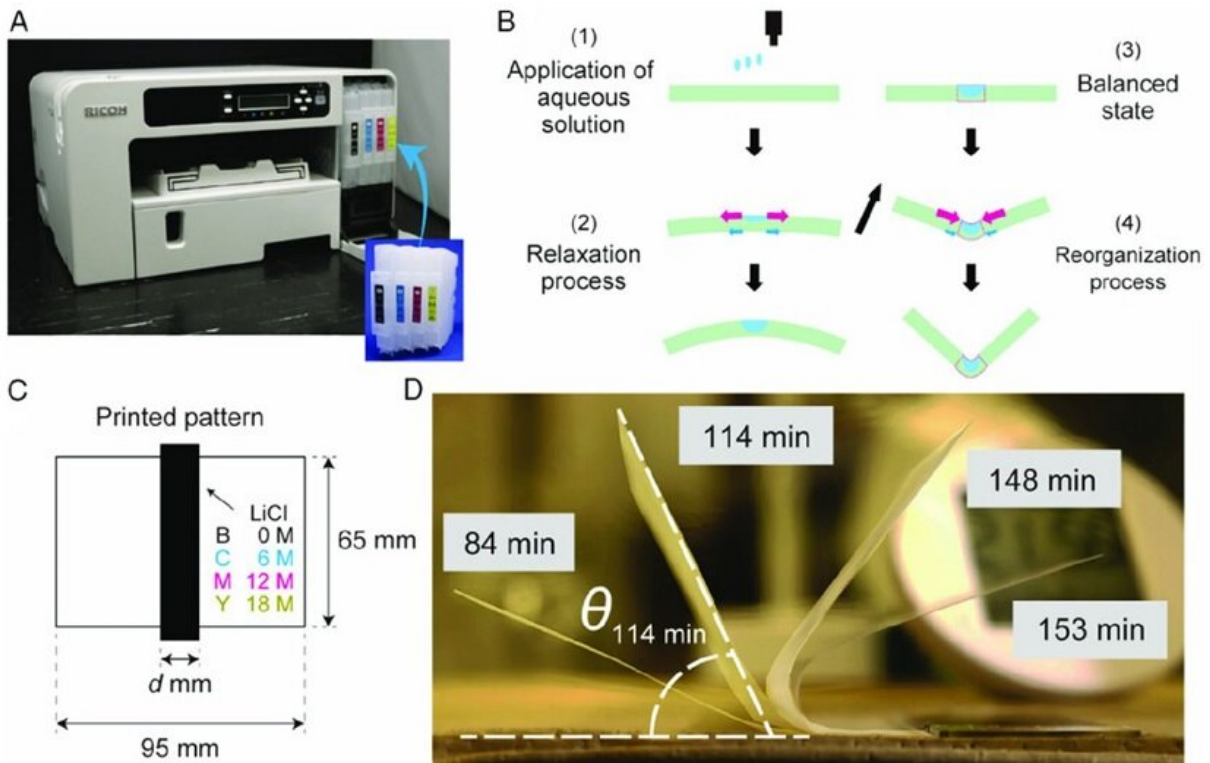 A
RICOH
B
(1)
Application of
aqueous
solution
(2)
Relaxation
process
(3)
Balanced
state
(4)
Reorganization
process
C
Printed pattern
LiCl
B 0 M
C 6 M
M 12 M
Y 18 M
65 mm
d mm
95 mm
D
84 min
θ114 min
114 min
148 min
153 min